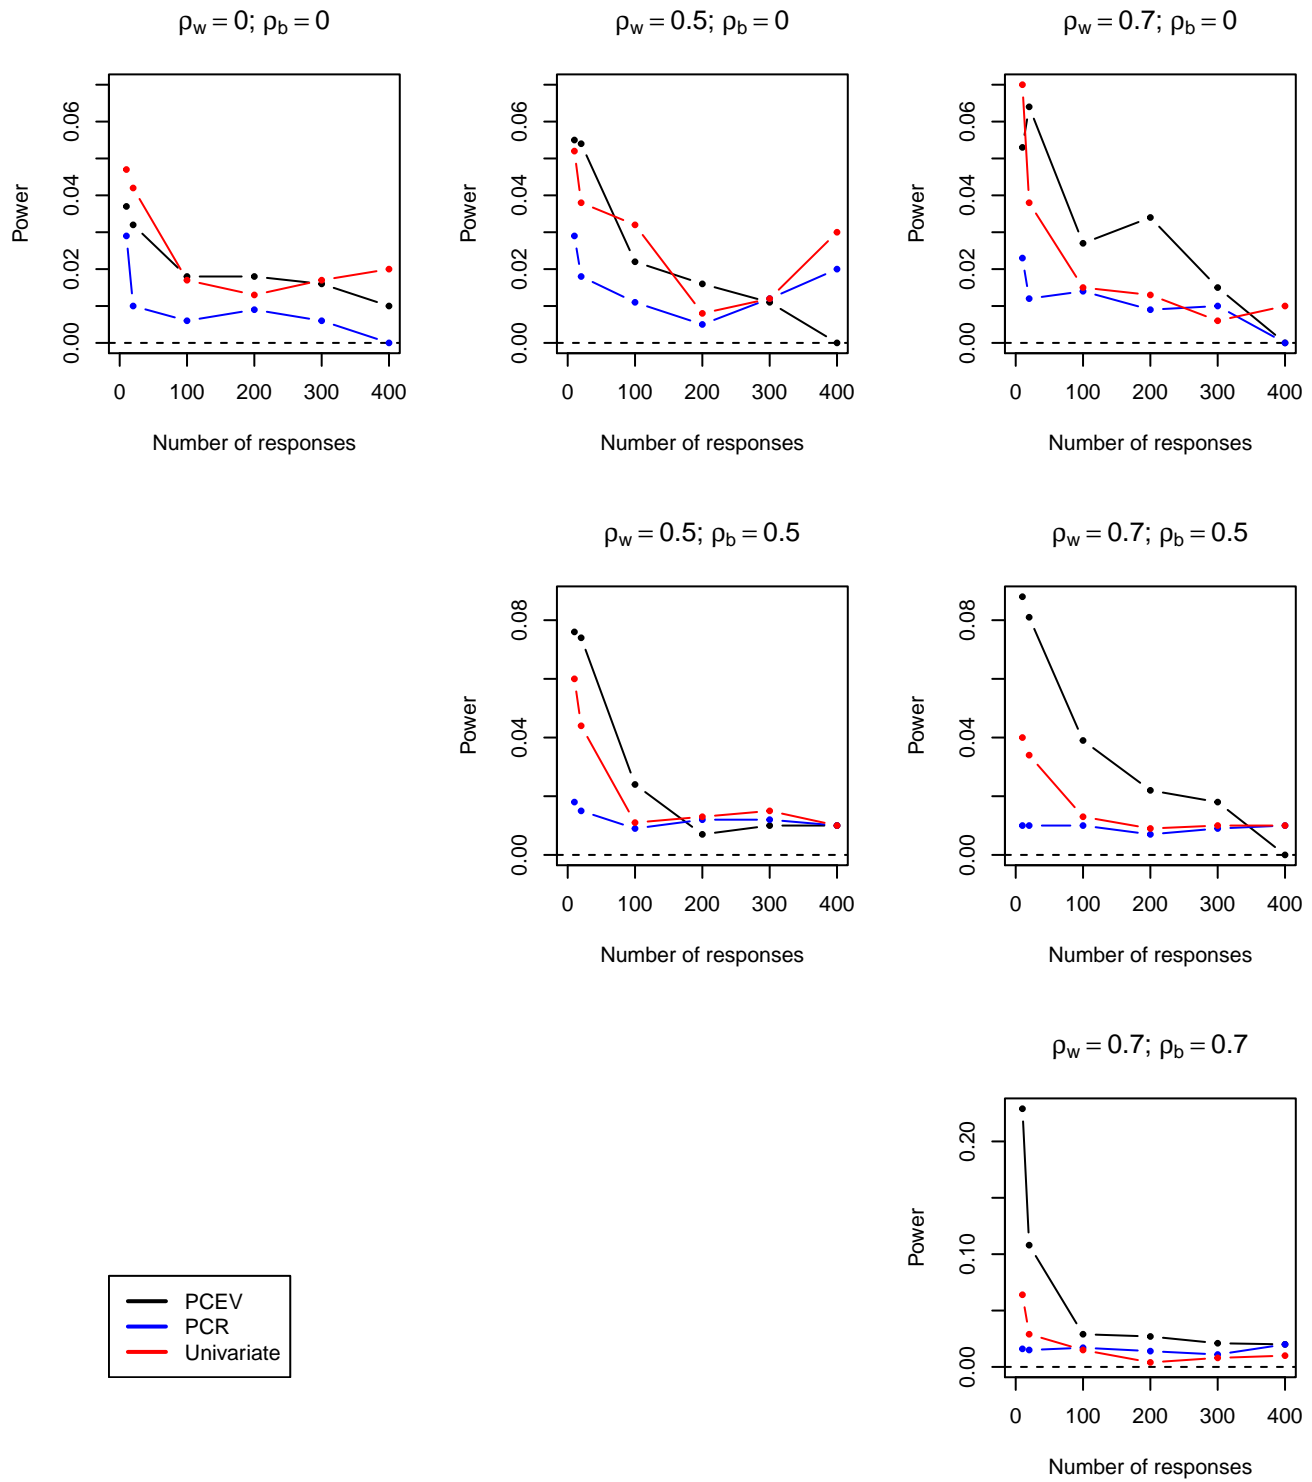 ρw = 0; ρb = 0
Power
0.00 0.02 0.04 0.06
0 100 200 300 400
Number of responses
ρw = 0.5; ρb = 0
Power
0.00 0.02 0.04 0.06
0 100 200 300 400
Number of responses
ρw = 0.7; ρb = 0
Power
0.00 0.02 0.04 0.06
0 100 200 300 400
Number of responses
ρw = 0.5; ρb = 0.5
Power
0.00 0.04 0.08
0 100 200 300 400
Number of responses
ρw = 0.7; ρb = 0.5
Power
0.00 0.04 0.08
0 100 200 300 400
Number of responses
ρw = 0.7; ρb = 0.7
Power
0.00 0.10 0.20
0 100 200 300 400
Number of responses
PCEV
PCR
Univariate